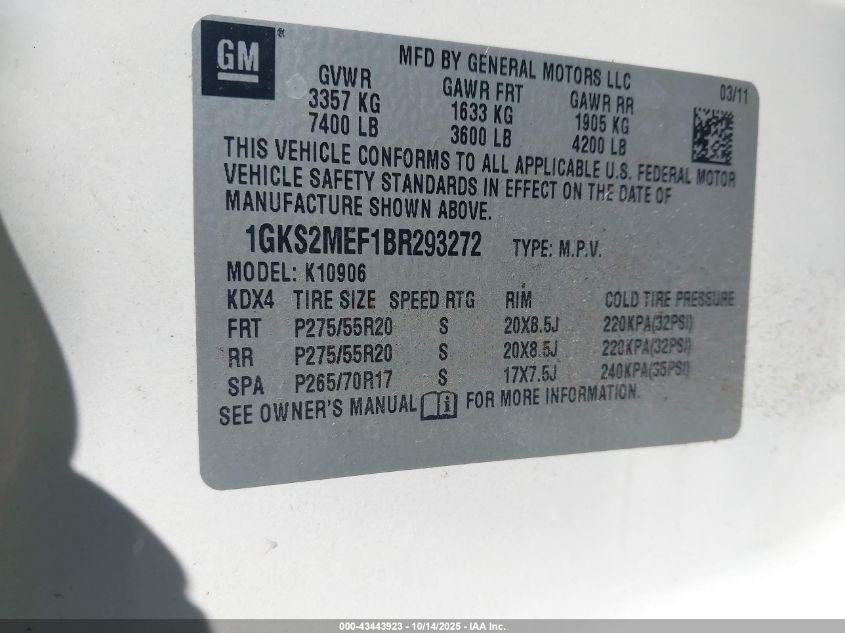 GM ®
MFD BY GENERAL MOTORS LLC
03/11
GVWR GAWR FRT GAWR RR
3357 KG 1633 KG 1905 KG
7400 LB 3600 LB 4200 LB
THIS VEHICLE CONFORMS TO ALL APPLICABLE U.S. FEDERAL MOTOR
VEHICLE SAFETY STANDARDS IN EFFECT ON THE DATE OF
MANUFACTURE SHOWN ABOVE.
1GKS2MEF1BR293272 TYPE: M.P.V.
MODEL: K10906
KDX4 TIRE SIZE SPEED RTG RIM COLD TIRE PRESSURE
FRT P275/55R20 S 20X8.5J 220KPA(32PSI)
RR P275/55R20 S 20X8.5J 220KPA(32PSI)
SPA P265/70R17 S 17X7.5J 240KPA(35PSI)
SEE OWNER'S MANUAL i FOR MORE INFORMATION.
000-43443923 - 10/14/2025 - IAA Inc.